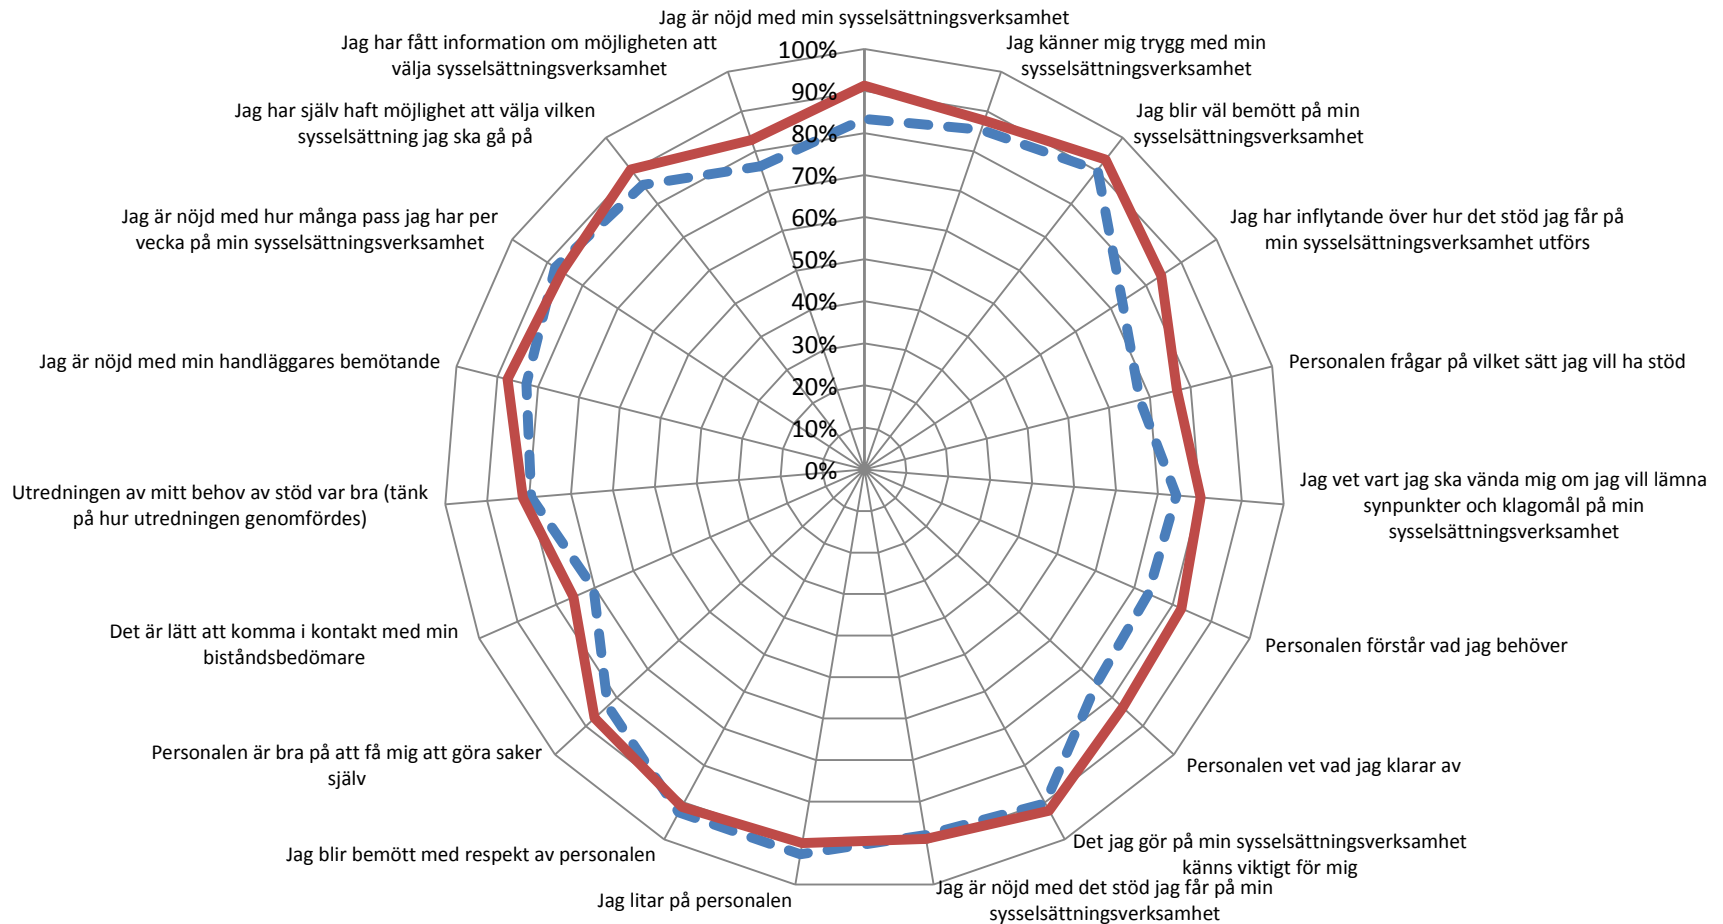 Jag är nöjd med min sysselsättningsverksamhet
Jag känner mig trygg med min
sysselsättningsverksamhet
Jag blir väl bemött på min
sysselsättningsverksamhet
Jag har inflytande över hur det stöd jag får på
min sysselsättningsverksamhet utförs
Personalen frågar på vilket sätt jag vill ha stöd
Jag vet vart jag ska vända mig om jag vill lämna
synpunkter och klagomål på min
sysselsättningsverksamhet
Personalen förstår vad jag behöver
Personalen vet vad jag klarar av
Det jag gör på min sysselsättningsverksamhet
känns viktigt för mig
Jag är nöjd med det stöd jag får på min
sysselsättningsverksamhet
Jag litar på personalen
Jag blir bemött med respekt av personalen
Personalen är bra på att få mig att göra saker
själv
Det är lätt att komma i kontakt med min
biståndsbedömare
Utredningen av mitt behov av stöd var bra (tänk
på hur utredningen genomfördes)
Jag är nöjd med min handläggares bemötande
Jag är nöjd med hur många pass jag har per
vecka på min sysselsättningsverksamhet
Jag har själv haft möjlighet att välja vilken
sysselsättning jag ska gå på
Jag har fått information om möjligheten att
välja sysselsättningsverksamhet
100%
90%
80%
70%
60%
50%
40%
30%
20%
10%
0%